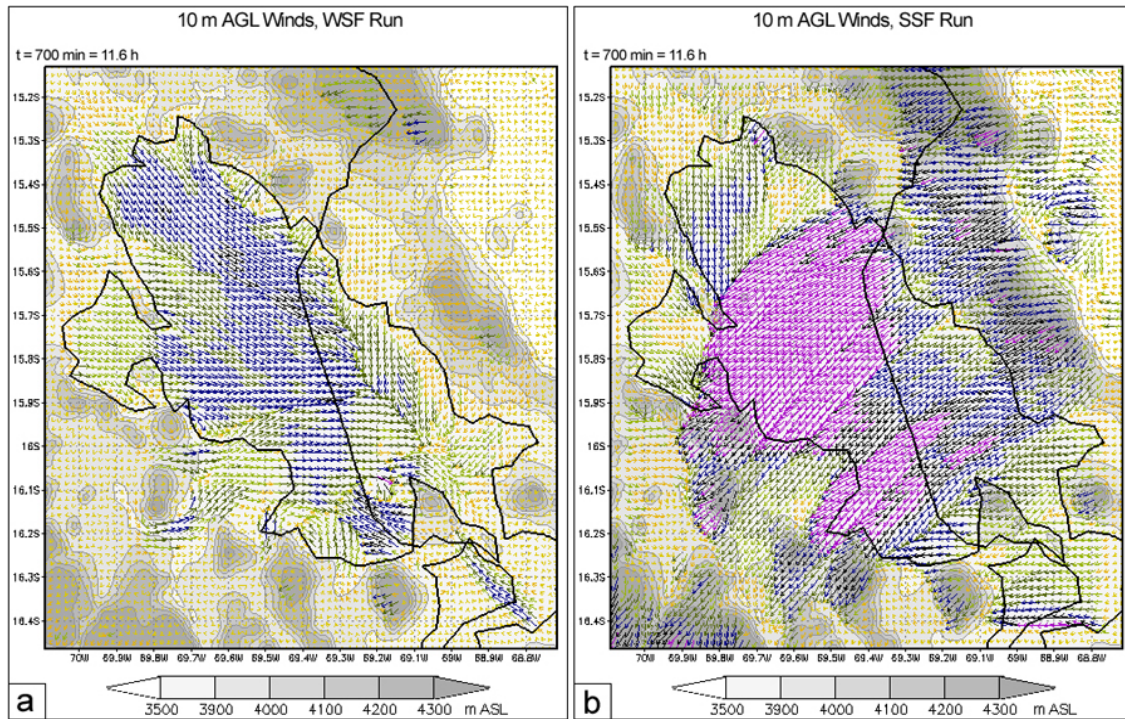 10 m AGL Winds, WSF Run
t = 700 min = 11.6 h
15.2S
15.3S
15.4S
15.5S
15.6S
15.7S
15.8S
15.9S
16S
16.1S
16.2S
16.3S
16.4S
70W 69.9W 69.8W 69.7W 69.6W 69.5W 69.4W 69.3W 69.2W 69.1W 69W 68.9W 68.8W
a
3500 3900 4000 4100 4200 4300 m ASL
10 m AGL Winds, SSF Run
t = 700 min = 11.6 h
15.2S
15.3S
15.4S
15.5S
15.6S
15.7S
15.8S
15.9S
16S
16.1S
16.2S
16.3S
16.4S
70W 69.9W 69.8W 69.7W 69.6W 69.5W 69.4W 69.3W 69.2W 69.1W 69W 68.9W 68.8W
b
3500 3900 4000 4100 4200 4300 m ASL